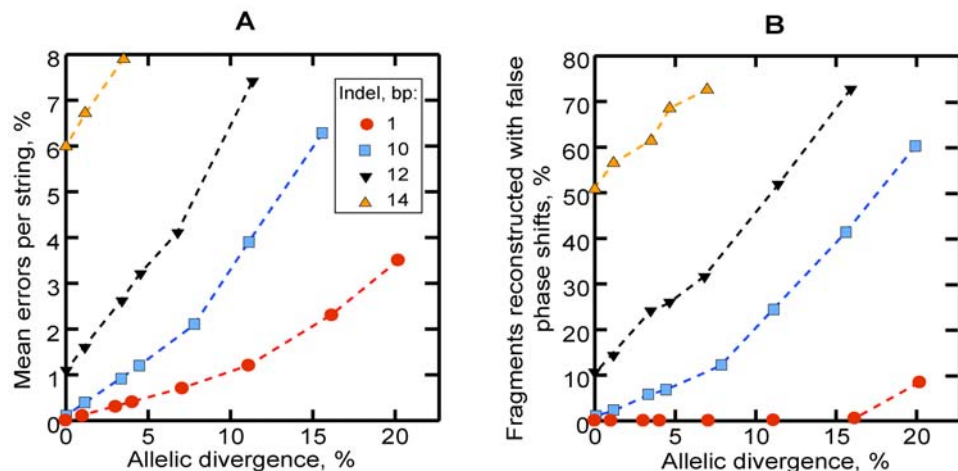 A
Mean errors per string, %
8
7
6
5
4
3
2
1
0
0 5 10 15 20
Allelic divergence, %
Indel, bp:
1
10
12
14
B
Fragments reconstructed with false
phase shifts, %
80
70
60
50
40
30
20
10
0
0 5 10 15 20
Allelic divergence, %